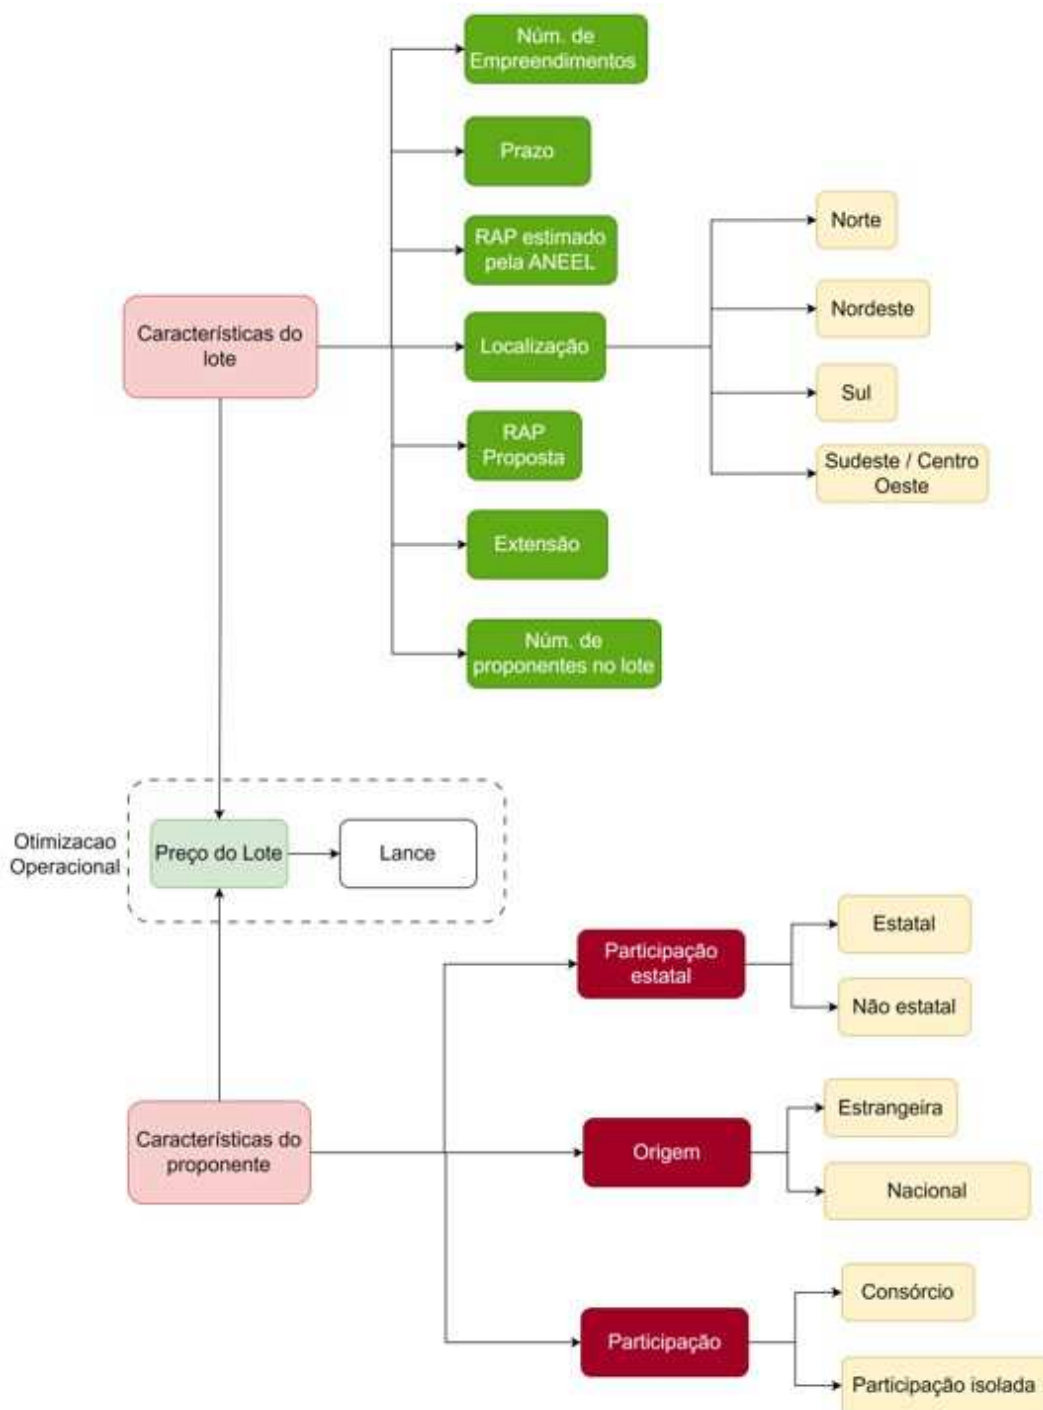 Núm. de
Empreendimentos
Prazo
RAP estimado
pela ANEEL
Norte
Nordeste
Características do
lote
Localização
Sul
RAP
Proposta
Sudeste / Centro
Oeste
Extensão
Núm. de
proponentes no lote
Otimizacao
Operacional
Preço do Lote
Lance
Participação
estatal
Estatal
Não estatal
Características do
proponente
Origem
Estrangeira
Nacional
Participação
Consórcio
Participação isolada